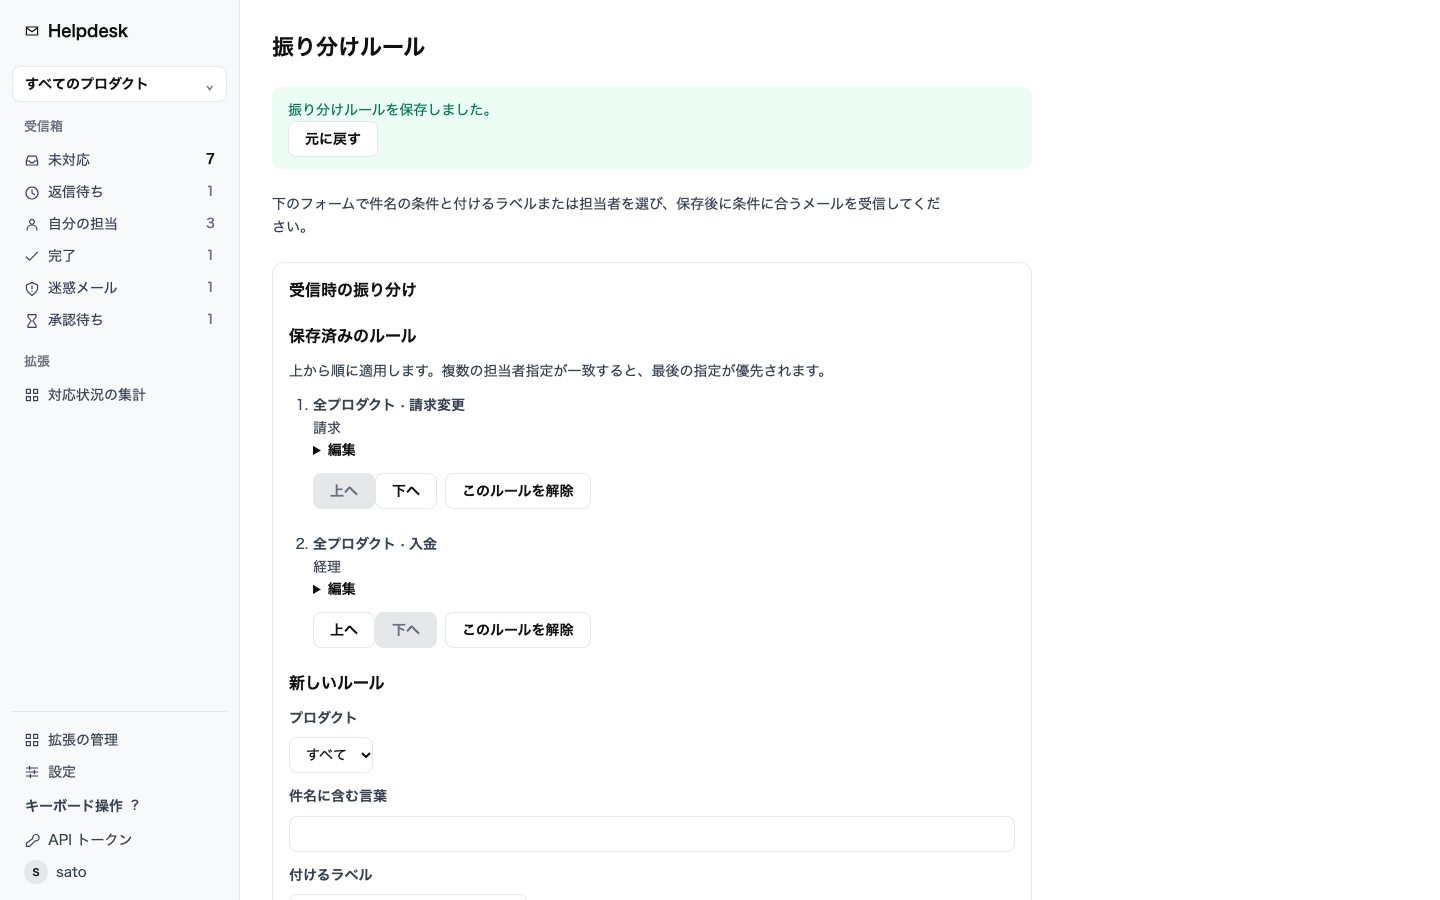 Helpdesk
すべてのプロダクト
受信箱
未対応 7
返信待ち 1
自分の担当 3
完了 1
迷惑メール 1
承認待ち 1
拡張
対応状況の集計
拡張の管理
設定
キーボード操作 ?
API トークン
S sato
振り分けルール
振り分けルールを保存しました。
元に戻す
下のフォームで件名の条件と付けるラベルまたは担当者を選び、保存後に条件に合うメールを受信してくだ
さい。
受信時の振り分け
保存済みのルール
上から順に適用します。複数の担当者指定が一致すると、最後の指定が優先されます。
1. 全プロダクト · 請求変更
請求
編集
上へ 下へ このルールを解除
2. 全プロダクト · 入金
経理
編集
上へ 下へ このルールを解除
新しいルール
プロダクト
すべて
件名に含む言葉
付けるラベル